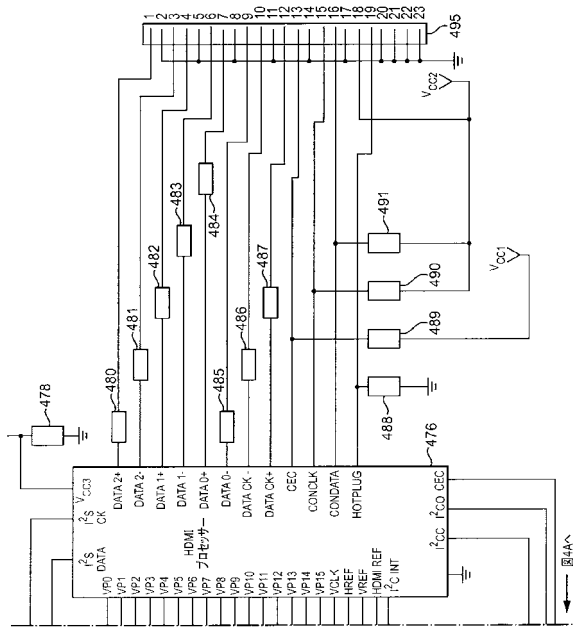 1
2
3
4
5
6
7
8
9
10
11
12
13
14
15
16
17
18
19
20
21
22
23
495
VCC2
VCC1
478
480
481
482
483
484
485
486
487
488
489
490
491
476
VCC3
I²S CK
I²S DATA
DATA 2+
DATA 2-
DATA 1+
DATA 1-
DATA 0+
DATA 0-
DATA CK -
DATA CK+
CEC
CONCLK
CONDATA
HOTPLUG
HDMI
プロセッサー
VP0
VP1
VP2
VP3
VP4
VP5
VP6
VP7
VP8
VP9
VP10
VP11
VP12
VP13
VP14
VP15
VCLK
HREF
VREF
HDMI REF
I²C INT
I²CC
I²CO
CEC
図4Aへ